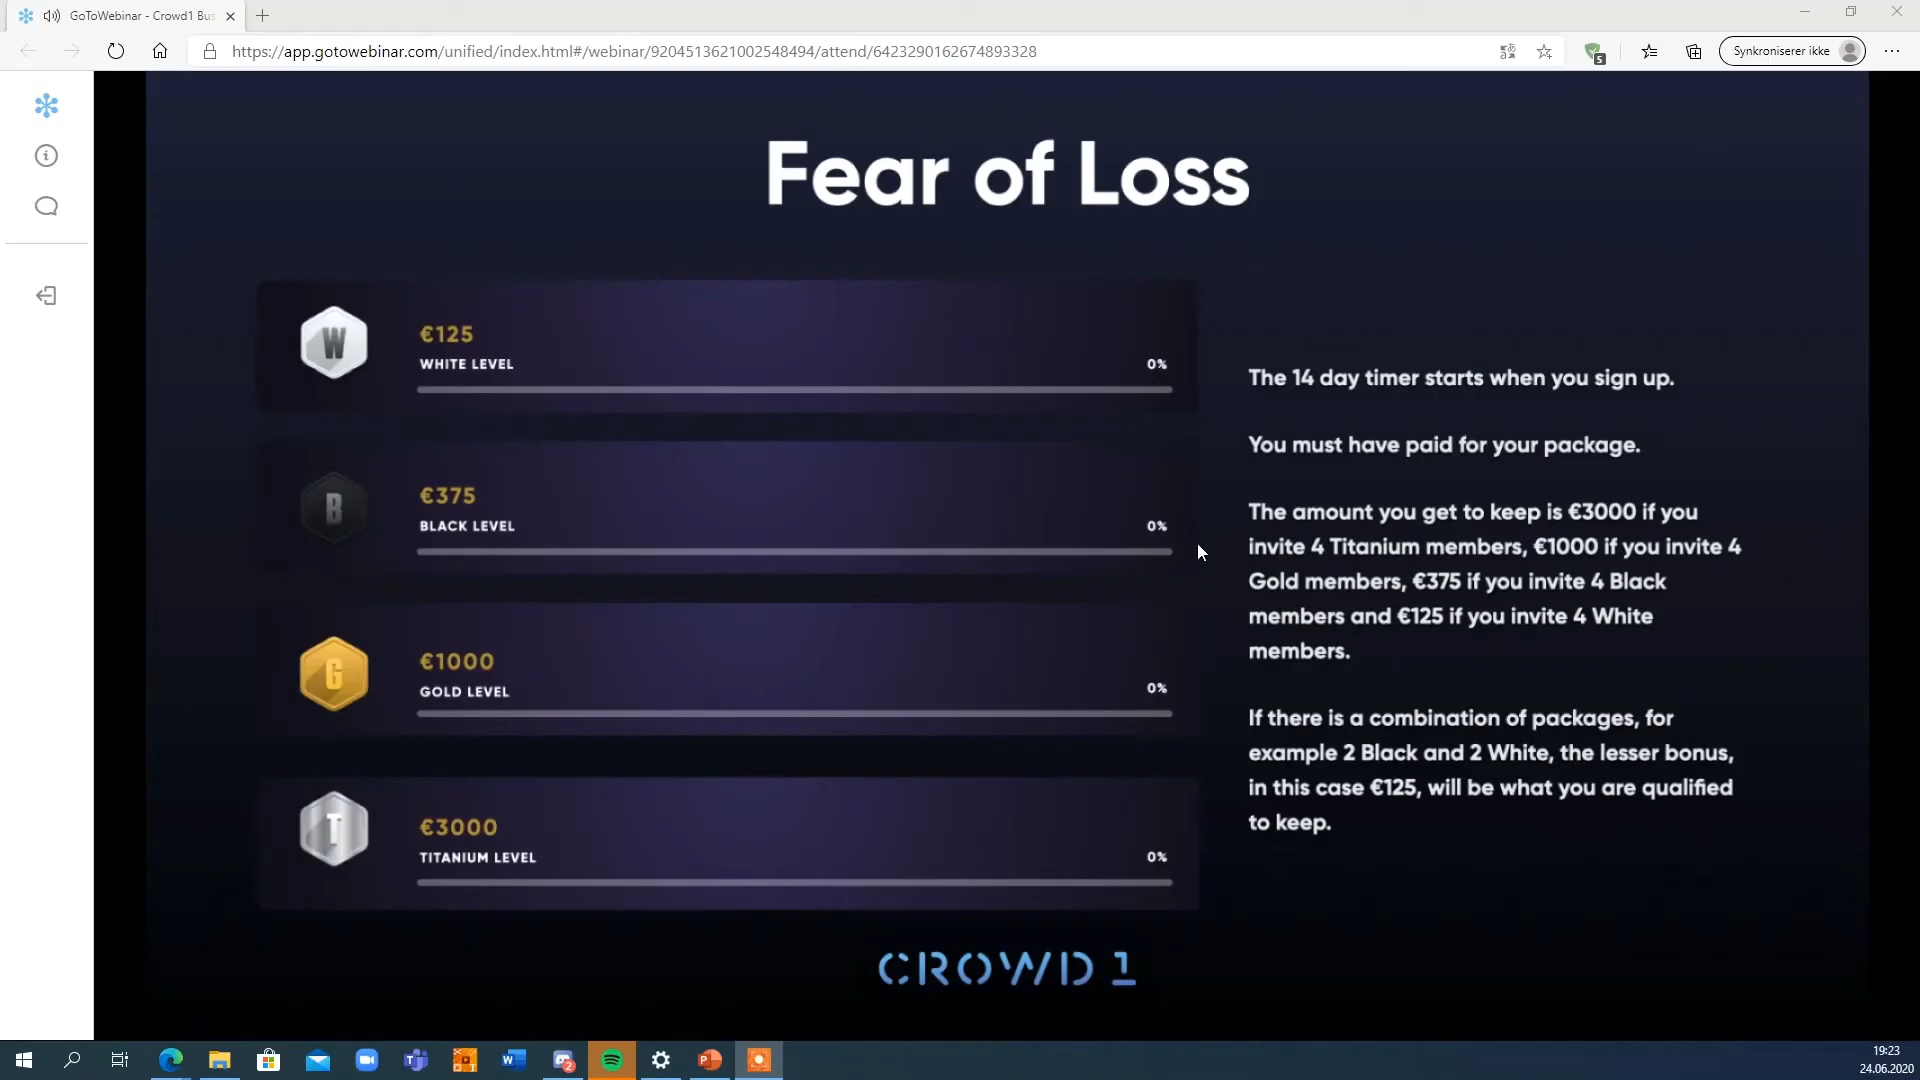 GoToWebinar - Crowd1 Bus
https://app.gotowebinar.com/unified/index.html#/webinar/9204513621002548494/attend/6423290162674893328
5
Synkroniserer ikke
Fear of Loss
W
€125
WHITE LEVEL
0%
B
€375
BLACK LEVEL
0%
G
€1000
GOLD LEVEL
0%
T
€3000
TITANIUM LEVEL
0%
The 14 day timer starts when you sign up.
You must have paid for your package.
The amount you get to keep is €3000 if you
invite 4 Titanium members, €1000 if you invite 4
Gold members, €375 if you invite 4 Black
members and €125 if you invite 4 White
members.
If there is a combination of packages, for
example 2 Black and 2 White, the lesser bonus,
in this case €125, will be what you are qualified
to keep.
CROWD 1
2
19:23
24.06.2020